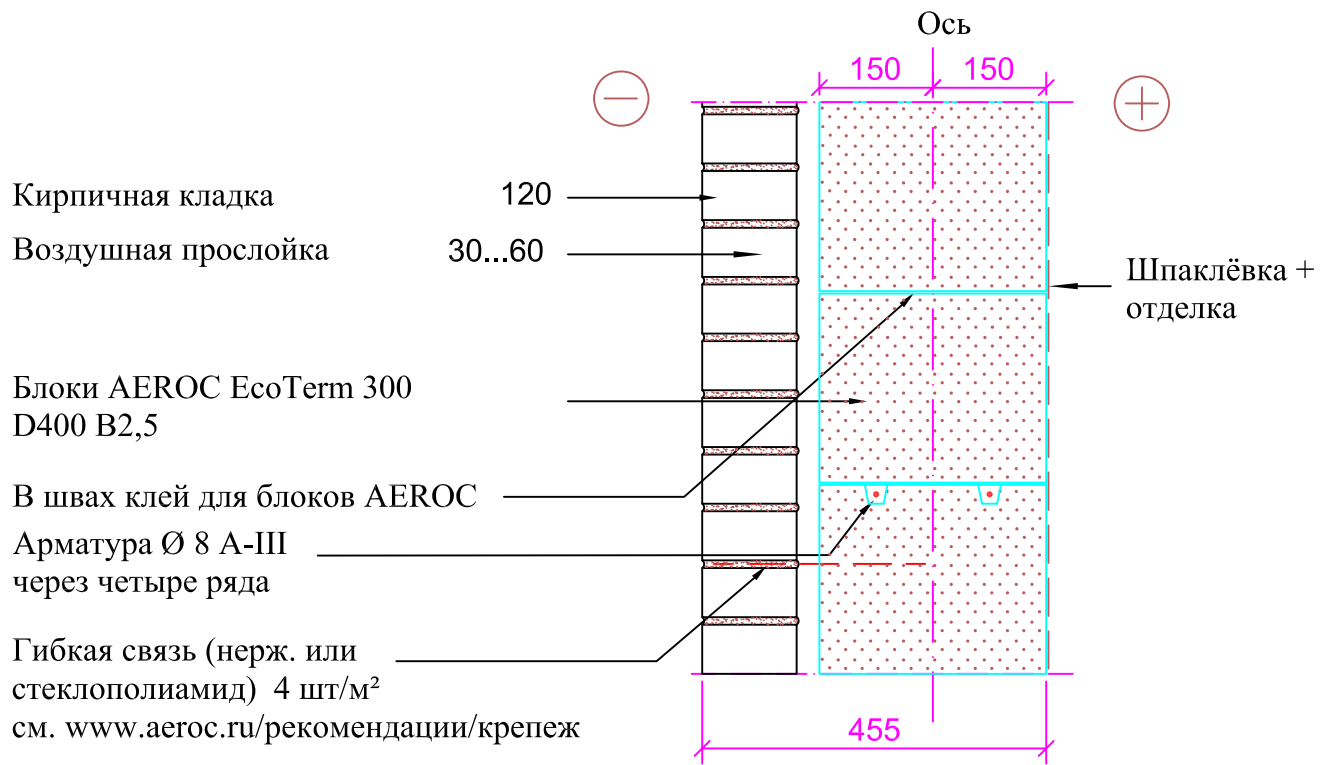 Ось
150 150
Кирпичная кладка 120
Воздушная прослойка 30...60
Шпаклёвка +
отделка
Блоки AEROC EcoTerm 300
D400 B2,5
В швах клей для блоков AEROC
Арматура Ø 8 А-III
через четыре ряда
Гибкая связь (нерж. или
стеклополиамид) 4 шт/м²
см. www.aeroc.ru/рекомендации/крепеж
455